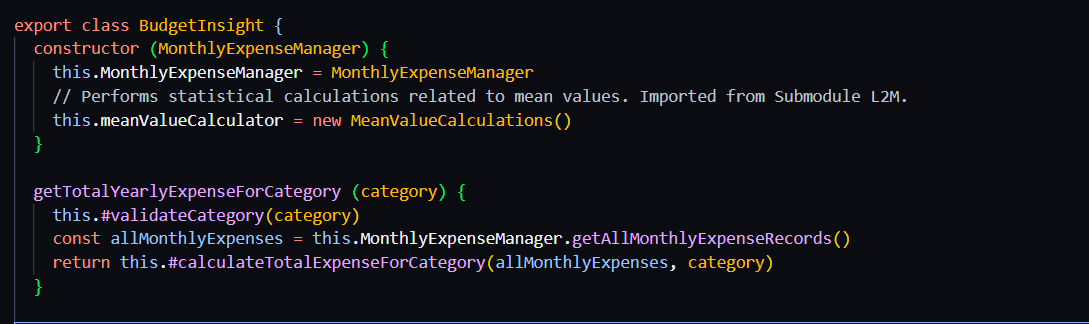 export class BudgetInsight {
  constructor (MonthlyExpenseManager) {
    this.MonthlyExpenseManager = MonthlyExpenseManager
    // Performs statistical calculations related to mean values. Imported from Submodule L2M.
    this.meanValueCalculator = new MeanValueCalculations()
  }

  getTotalYearlyExpenseForCategory (category) {
    this.#validateCategory(category)
    const allMonthlyExpenses = this.MonthlyExpenseManager.getAllMonthlyExpenseRecords()
    return this.#calculateTotalExpenseForCategory(allMonthlyExpenses, category)
  }